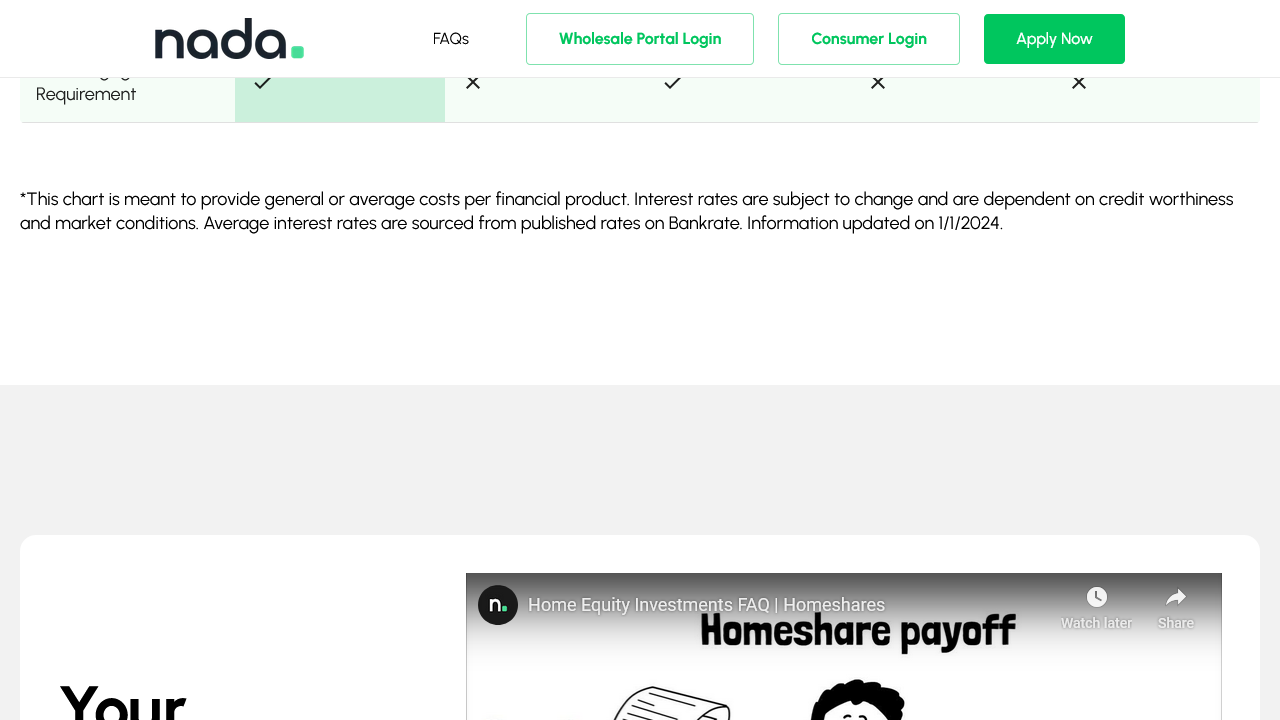 nada
FAQs
Wholesale Portal Login
Consumer Login
Apply Now
Requirement
*This chart is meant to provide general or average costs per financial product. Interest rates are subject to change and are dependent on credit worthiness
and market conditions. Average interest rates are sourced from published rates on Bankrate. Information updated on 1/1/2024.
n.
Home Equity Investments FAQ | Homeshares
Watch later
Share
Homeshare payoff
Your